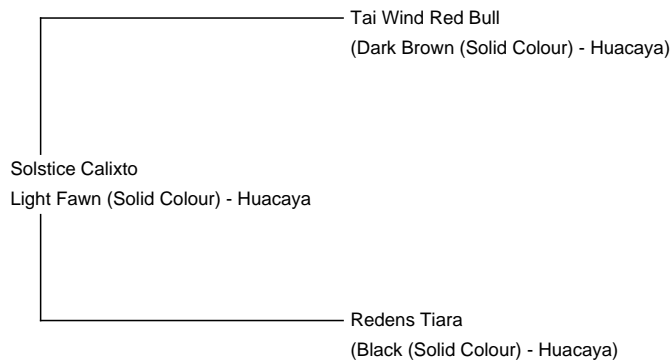 Tai Wind Red Bull
(Dark Brown (Solid Colour) - Huacaya)
Solstice Calixto
Light Fawn (Solid Colour) - Huacaya
Redens Tiara
(Black (Solid Colour) - Huacaya)